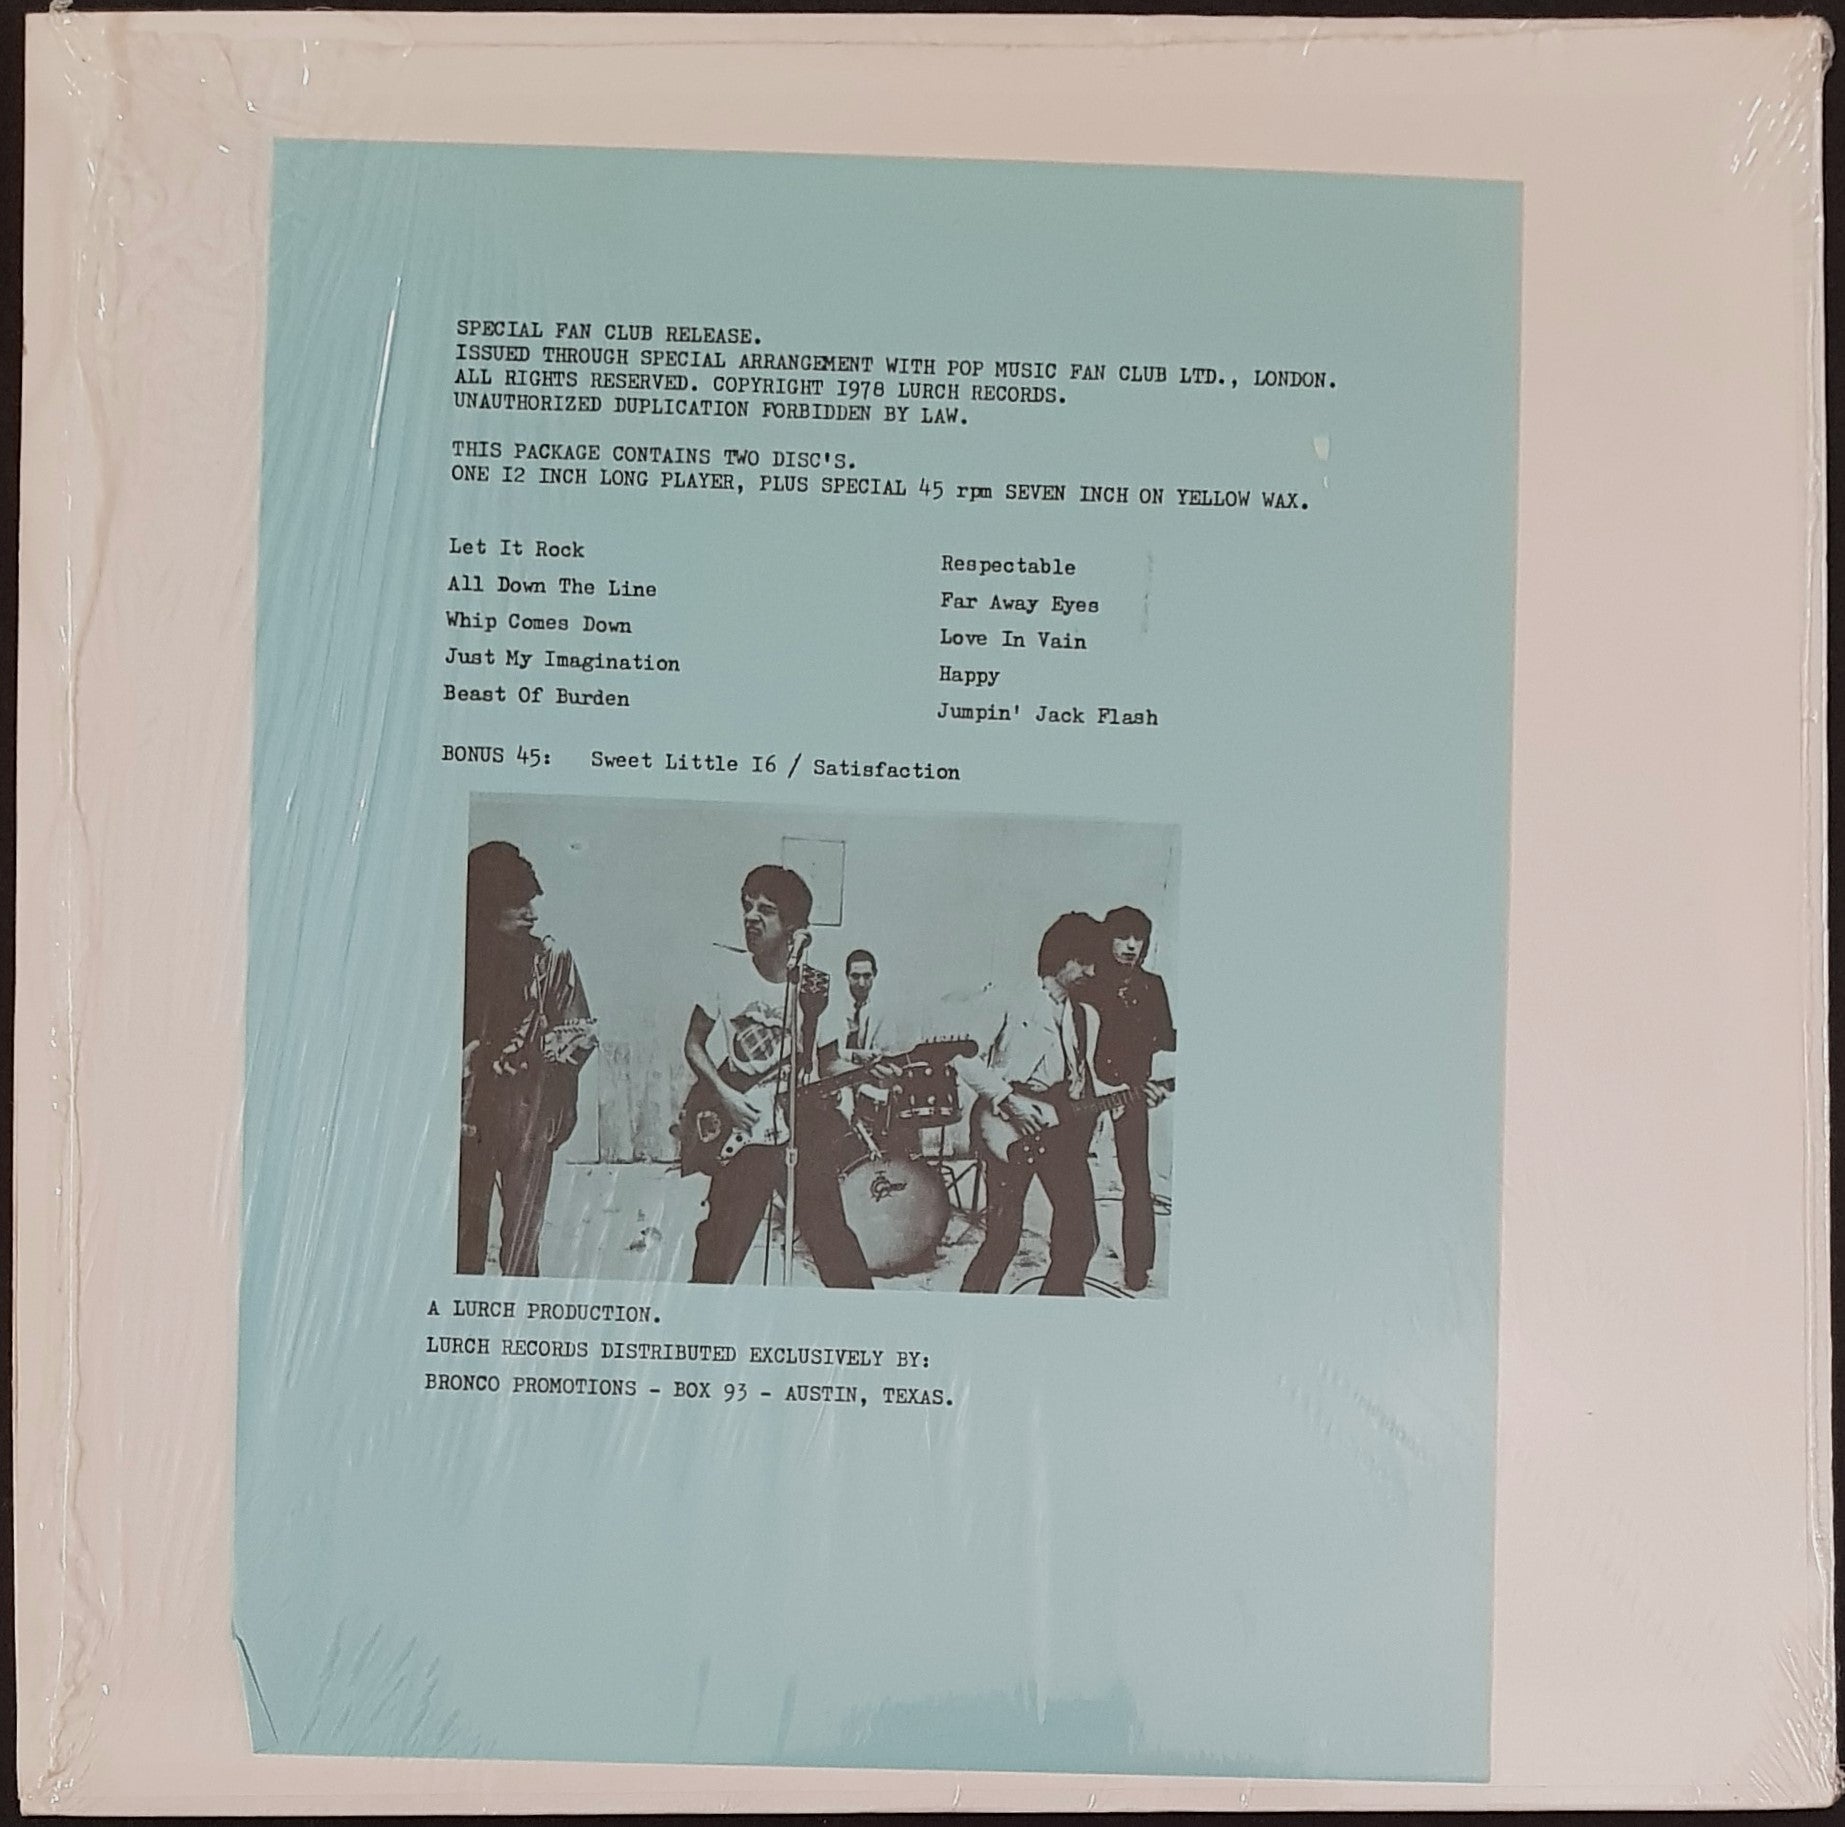 SPECIAL FAN CLUB RELEASE.
ISSUED THROUGH SPECIAL ARRANGEMENT WITH POP MUSIC FAN CLUB LTD., LONDON.
ALL RIGHTS RESERVED. COPYRIGHT I978 LURCH RECORDS.
UNAUTHORIZED DUPLICATION FORBIDDEN BY LAW.
THIS PACKAGE CONTAINS TWO DISC'S.
ONE I2 INCH LONG PLAYER, PLUS SPECIAL 45 rpm SEVEN INCH ON YELLOW WAX.
Let It Rock
All Down The Line
Whip Comes Down
Just My Imagination
Beast Of Burden
Respectable
Far Away Eyes
Love In Vain
Happy
Jumpin' Jack Flash
BONUS 45: Sweet Little I6 / Satisfaction
A LURCH PRODUCTION.
LURCH RECORDS DISTRIBUTED EXCLUSIVELY BY:
BRONCO PROMOTIONS - BOX 93 - AUSTIN, TEXAS.